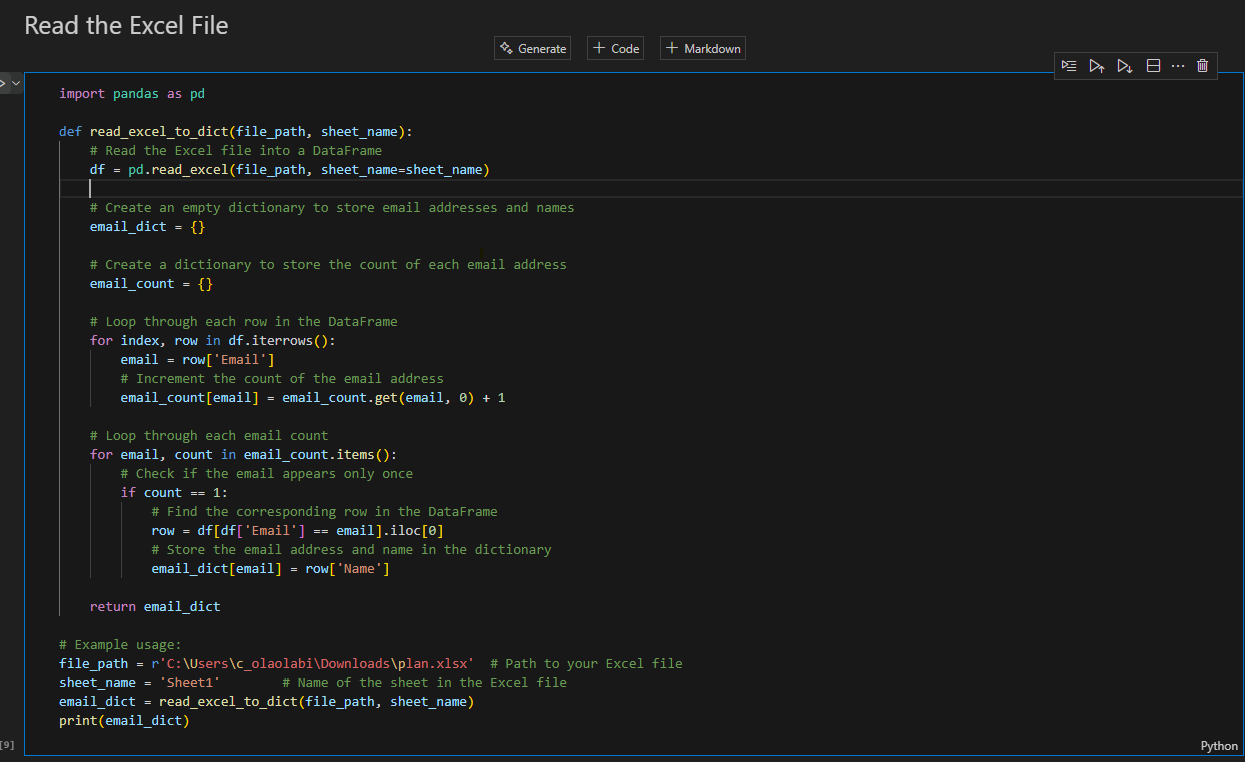 Read the Excel File
Generate
Code
Markdown
import pandas as pd
def read_excel_to_dict(file_path, sheet_name):
    # Read the Excel file into a DataFrame
    df = pd.read_excel(file_path, sheet_name=sheet_name)
    # Create an empty dictionary to store email addresses and names
    email_dict = {}
    # Create a dictionary to store the count of each email address
    email_count = {}
    # Loop through each row in the DataFrame
    for index, row in df.iterrows():
        email = row['Email']
        # Increment the count of the email address
        email_count[email] = email_count.get(email, 0) + 1
    # Loop through each email count
    for email, count in email_count.items():
        # Check if the email appears only once
        if count == 1:
            # Find the corresponding row in the DataFrame
            row = df[df['Email'] == email].iloc[0]
            # Store the email address and name in the dictionary
            email_dict[email] = row['Name']
    return email_dict
# Example usage:
file_path = r'C:\Users\c_olaolabi\Downloads\plan.xlsx'  # Path to your Excel file
sheet_name = 'Sheet1'        # Name of the sheet in the Excel file
email_dict = read_excel_to_dict(file_path, sheet_name)
print(email_dict)
[9]
Python